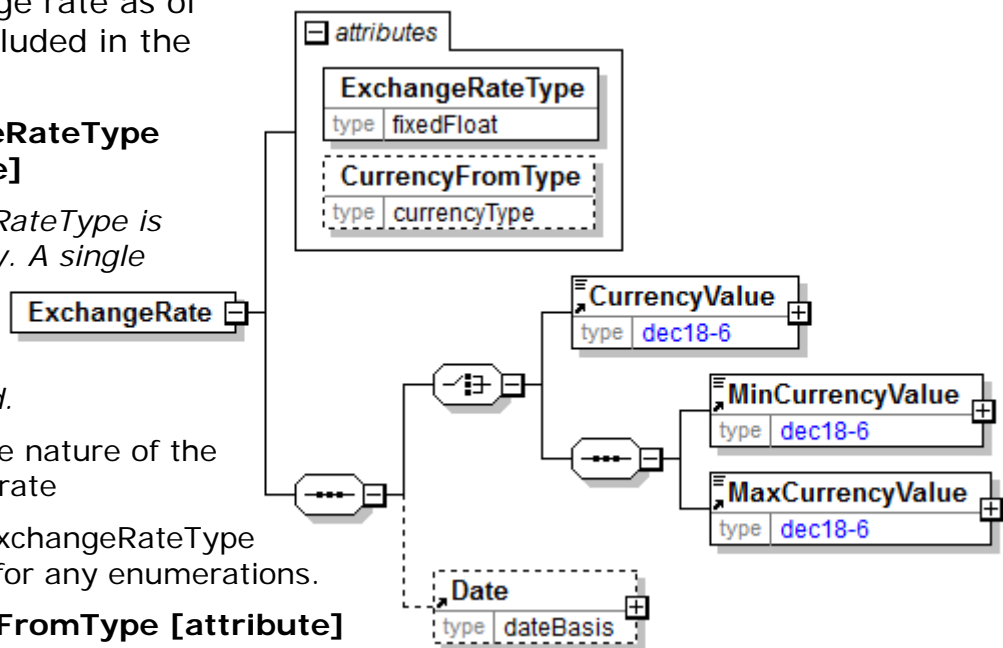 ge rate as of
luded in the
eRateType
e]
RateType is
y. A single
d.
e nature of the
rate
xchangeRateType
for any enumerations.
FromType [attribute]
attributes
ExchangeRateType
type fixedFloat
CurrencyFromType
type currencyType
ExchangeRate
CurrencyValue
type dec18-6
MinCurrencyValue
type dec18-6
MaxCurrencyValue
type dec18-6
Date
type dateBasis